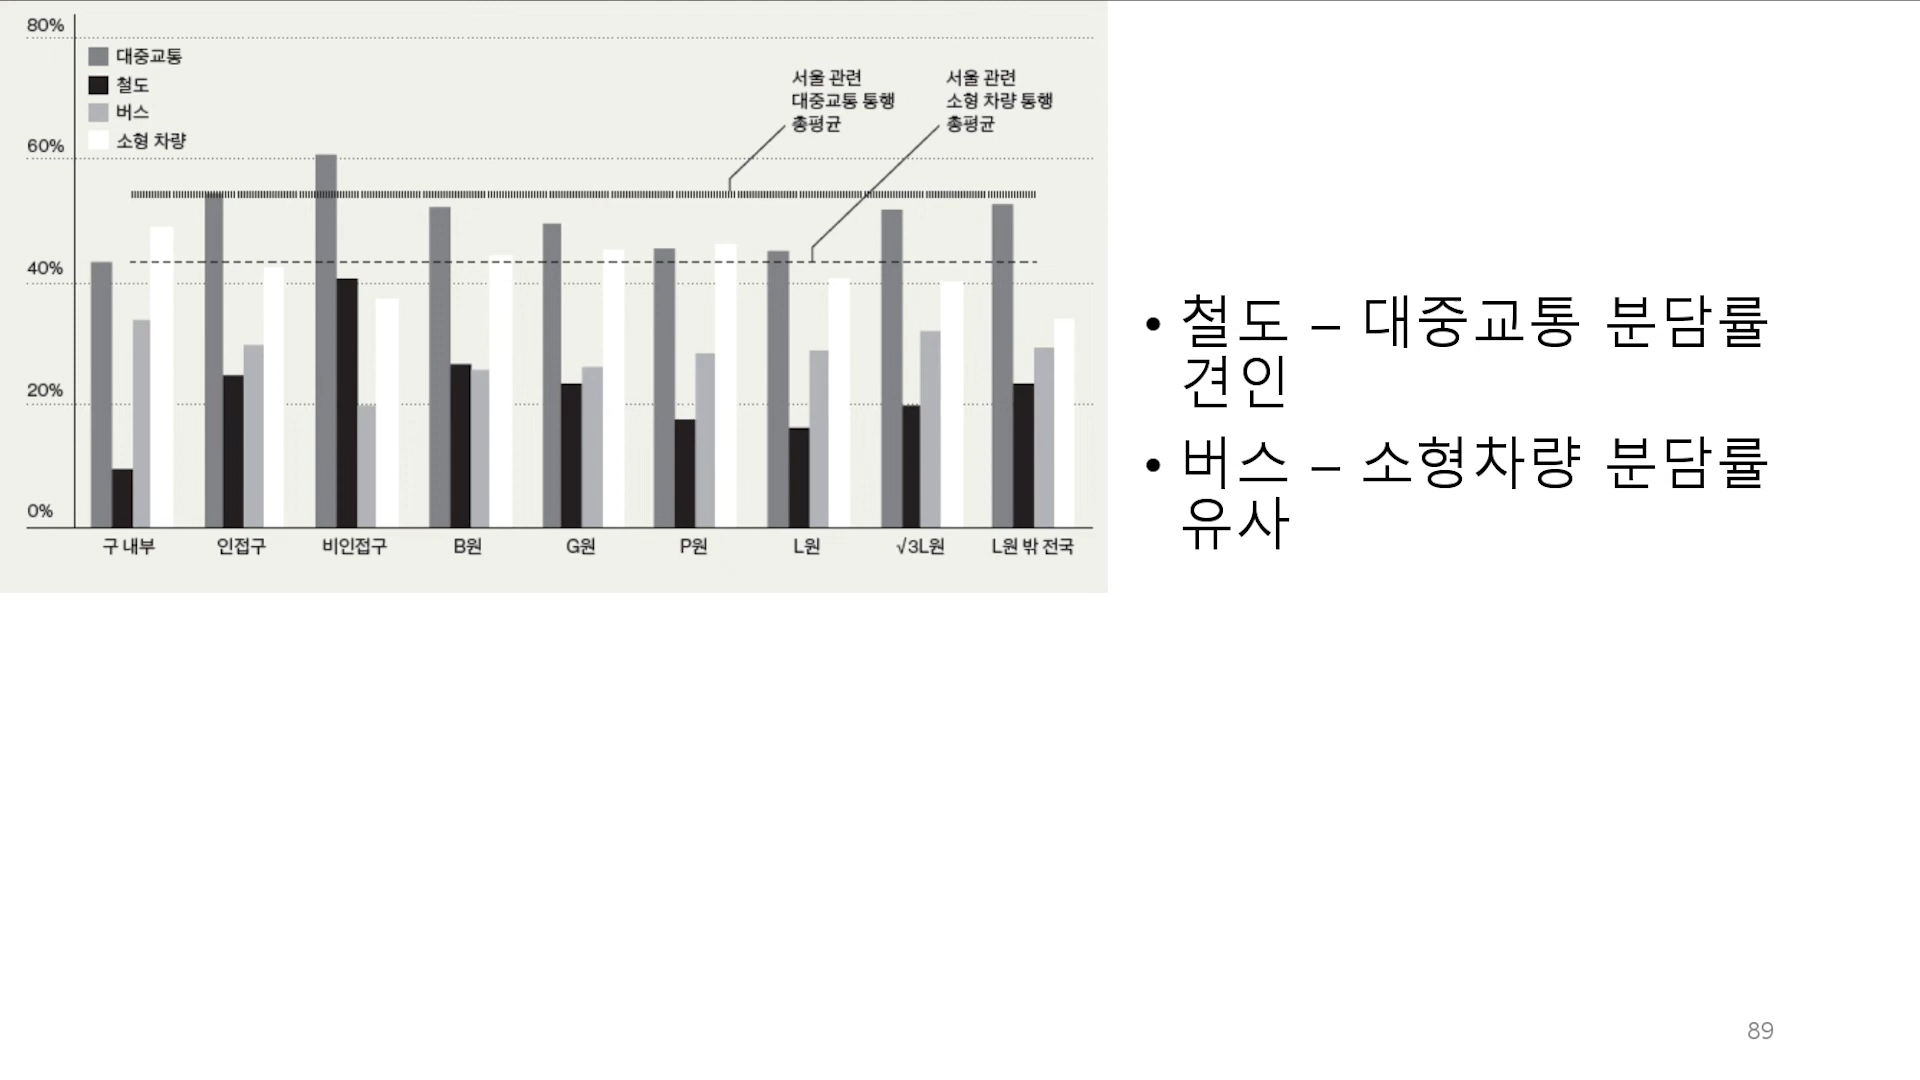 80%
대중교통
철도
버스
소형 차량
서울 관련
대중교통 통행
총평균
서울 관련
소형 차량 통행
총평균
60%
40%
20%
0%
구 내부
인접구
비인접구
B원
G원
P원
L원
√3L원
L원 밖 전국
• 철도 – 대중교통 분담률
견인
• 버스 – 소형차량 분담률
유사
89